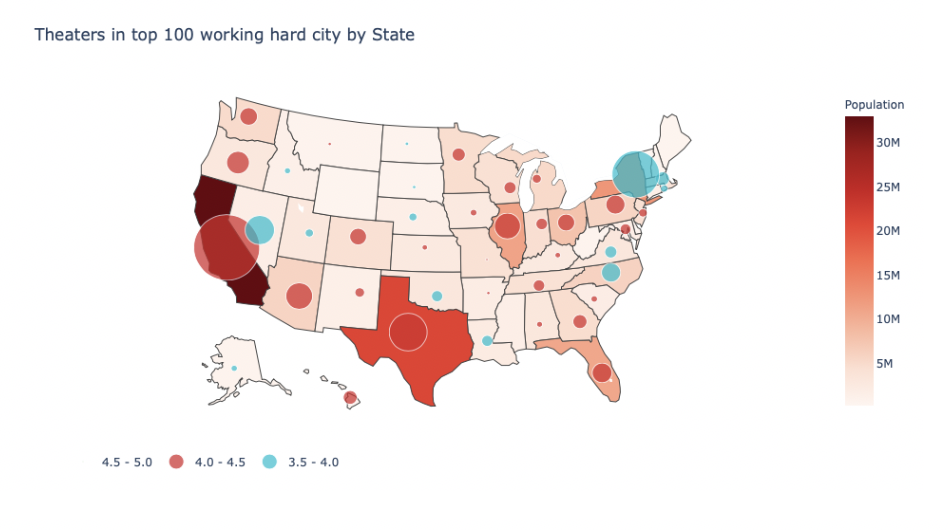 Theaters in top 100 working hard city by State
Population
30M
25M
20M
15M
10M
5M
4.5 - 5.0 4.0 - 4.5 3.5 - 4.0